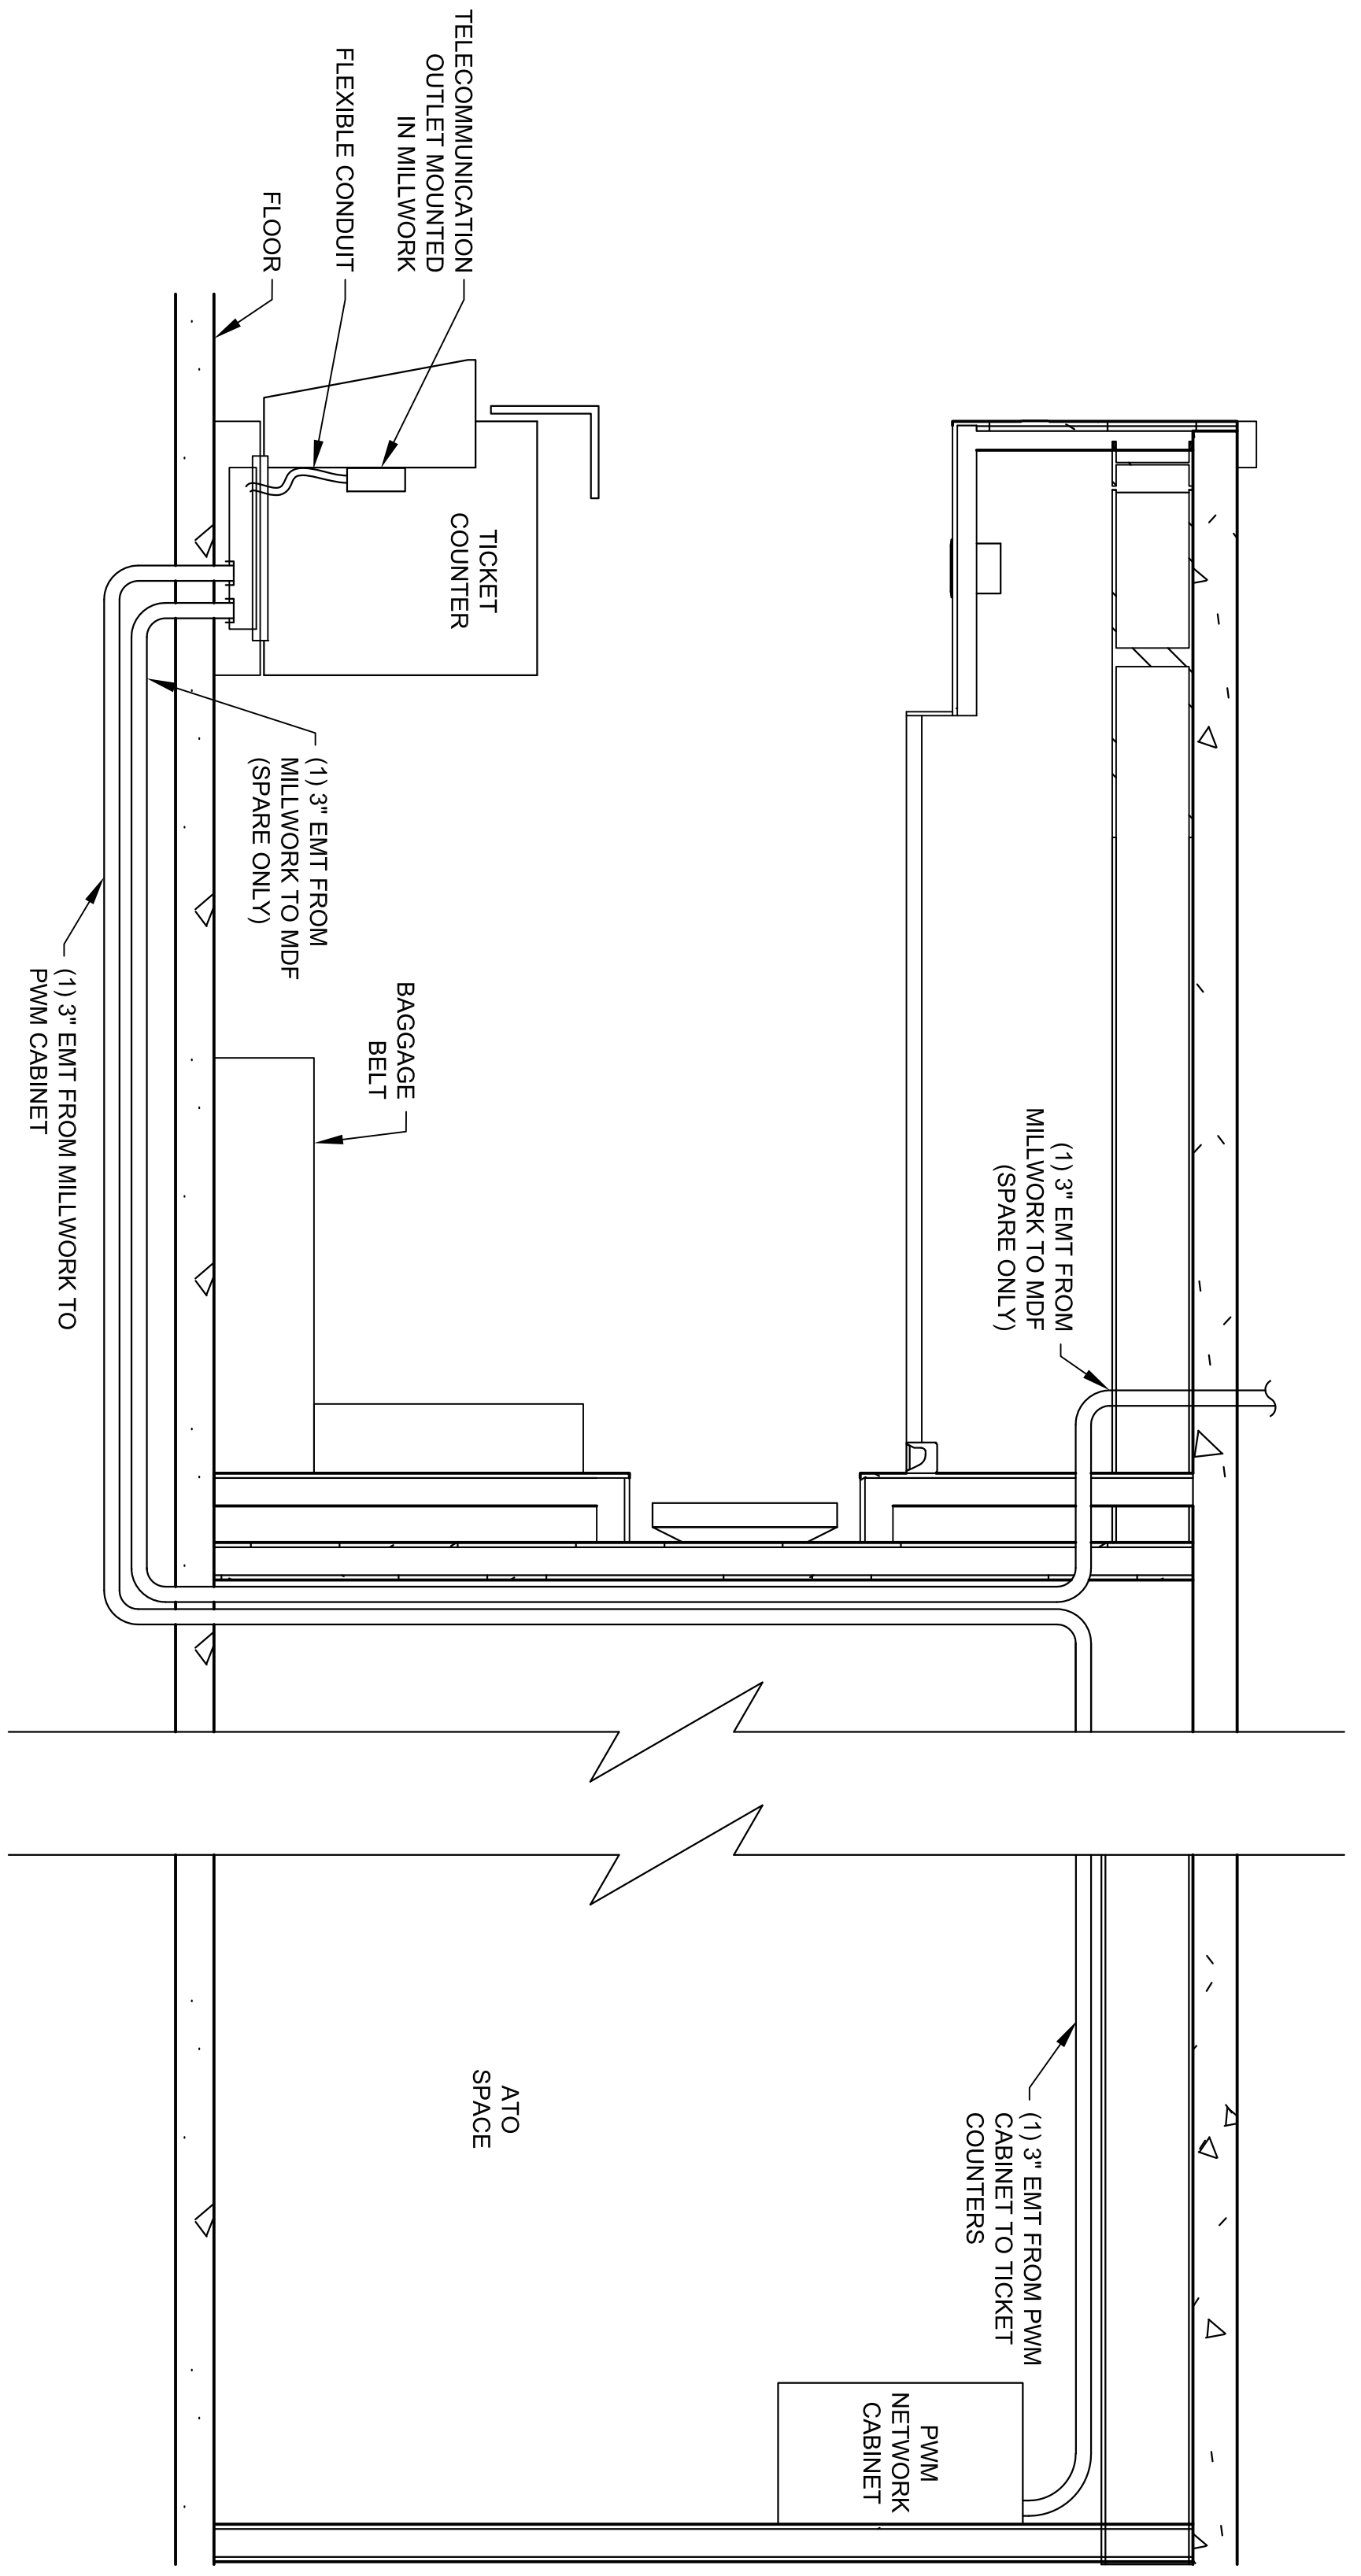 TELECOMMUNICATION
OUTLET MOUNTED
IN MILLWORK
FLEXIBLE CONDUIT
FLOOR
TICKET
COUNTER
(1) 3" EMT FROM
MILLWORK TO MDF
(SPARE ONLY)
(1) 3" EMT FROM MILLWORK TO
PWM CABINET
BAGGAGE
BELT
(1) 3" EMT FROM
MILLWORK TO MDF
(SPARE ONLY)
ATO
SPACE
(1) 3" EMT FROM PWM
CABINET TO TICKET
COUNTERS
PWM
NETWORK
CABINET